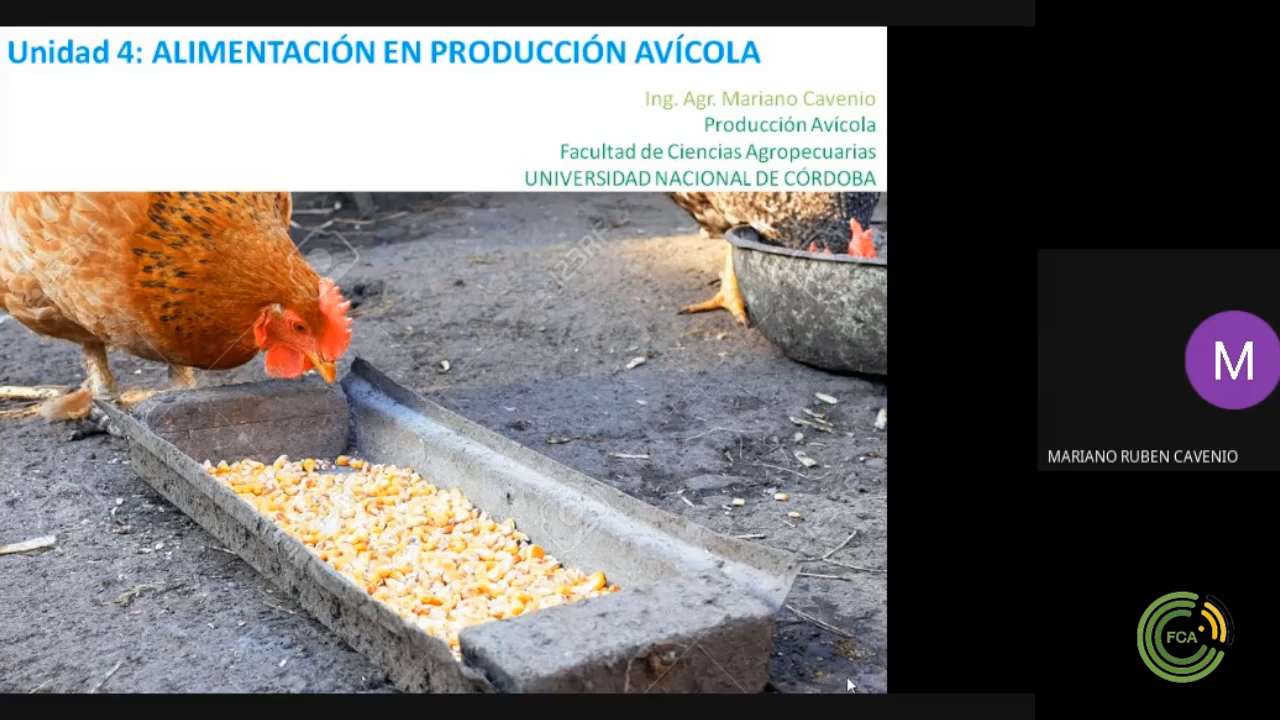 Unidad 4: ALIMENTACIÓN EN PRODUCCIÓN AVÍCOLA
Ing. Agr. Mariano Cavenio
Producción Avícola
Facultad de Ciencias Agropecuarias
UNIVERSIDAD NACIONAL DE CÓRDOBA
123RF
M
MARIANO RUBEN CAVENIO
FCA